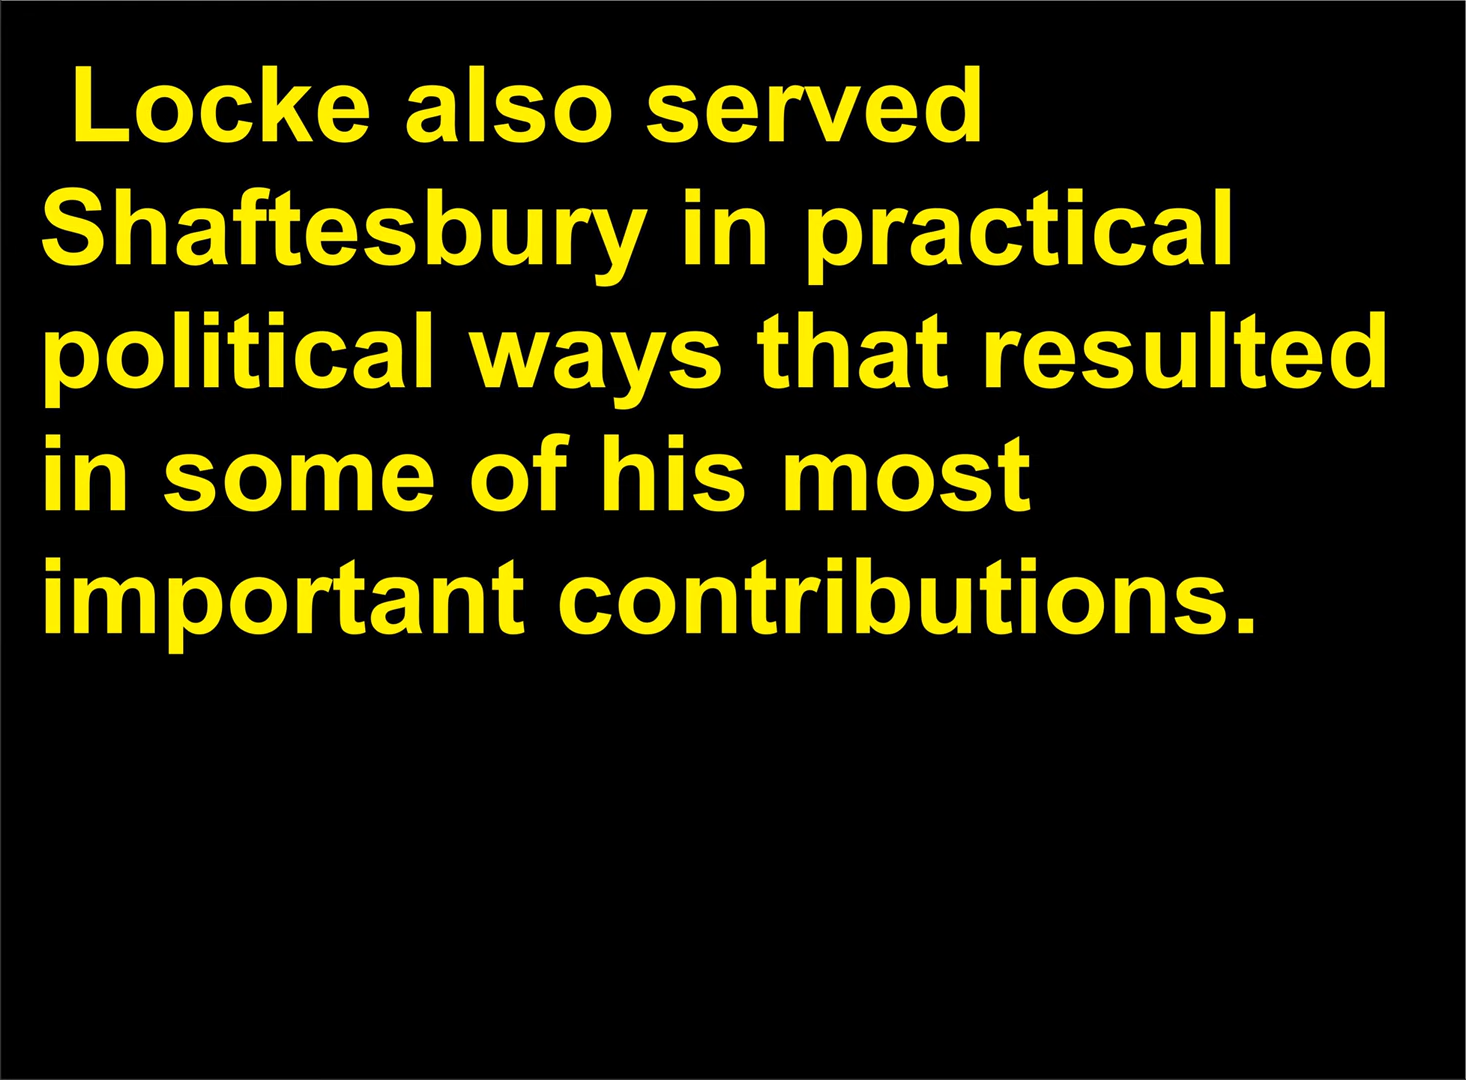 Locke also served
Shaftesbury in practical
political ways that resulted
in some of his most
important contributions.